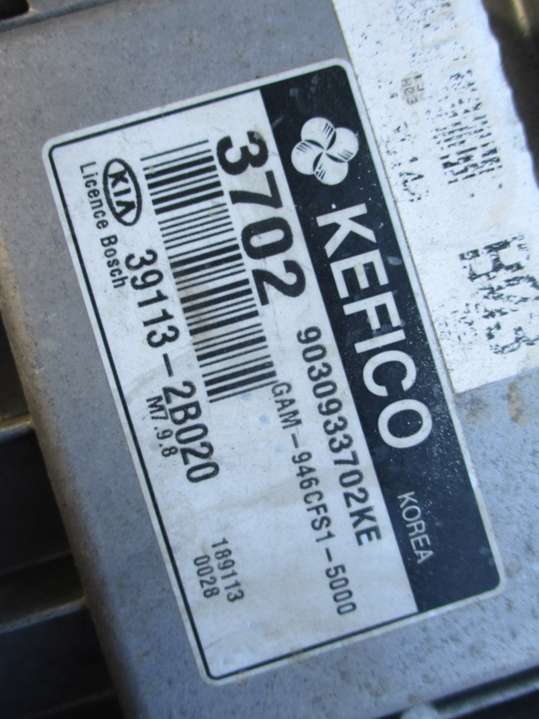 KEFICO KOREA
3702 9030933702KE
GAM-946CFS1-5000
KIA 39113-2B020 189113
Licence Bosch M7.9.8 0028